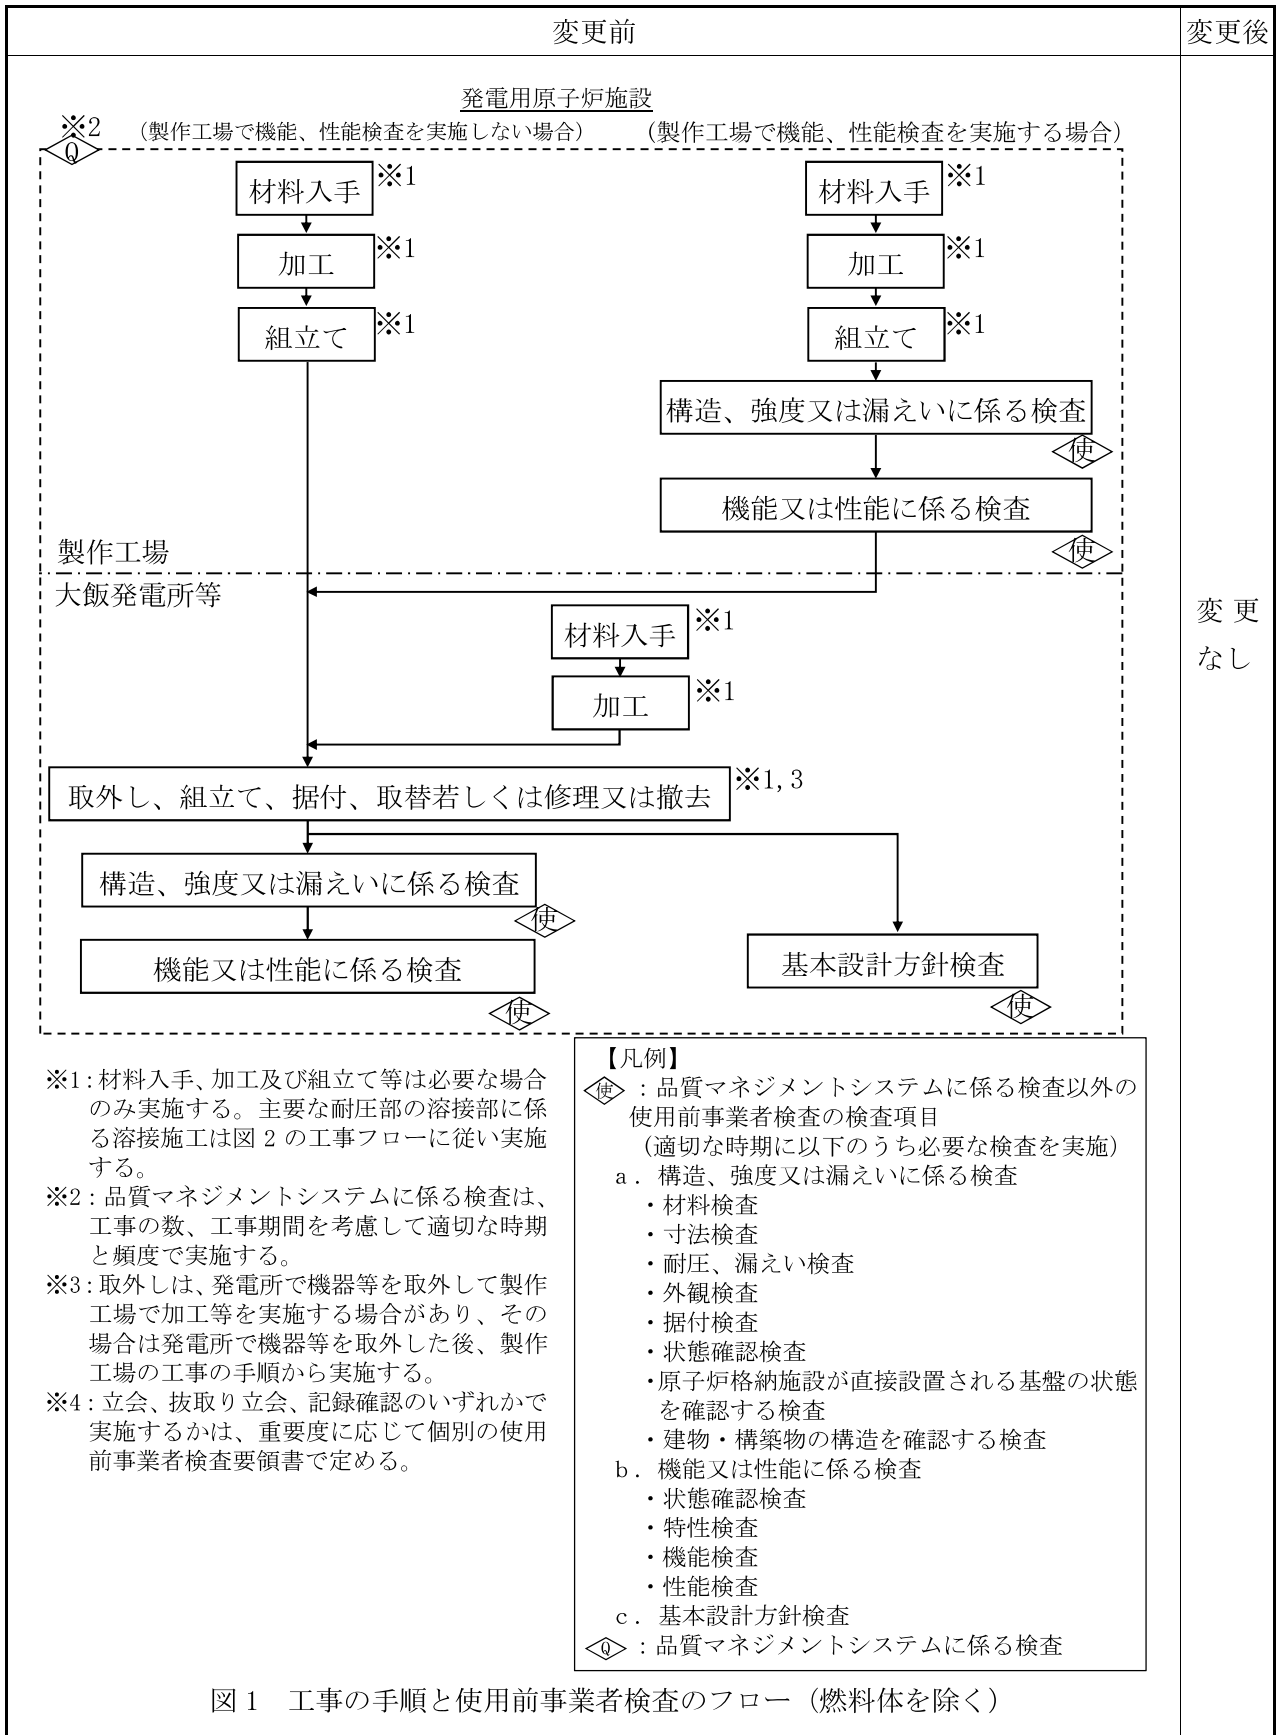 変更前
変更後
発電用原子炉施設
※2
（製作工場で機能、性能検査を実施しない場合）
（製作工場で機能、性能検査を実施する場合）
Q
材料入手
※1
材料入手
※1
加工
※1
加工
※1
組立て
※1
組立て
※1
構造、強度又は漏えいに係る検査
使
機能又は性能に係る検査
使
製作工場
大飯発電所等
材料入手
※1
加工
※1
変更
なし
取外し、組立て、据付、取替若しくは修理又は撤去
※1,3
構造、強度又は漏えいに係る検査
使
機能又は性能に係る検査
使
基本設計方針検査
使
※1:材料入手、加工及び組立て等は必要な場合
のみ実施する。主要な耐圧部の溶接部に係
る溶接施工は図2の工事フローに従い実施
する。
※2：品質マネジメントシステムに係る検査は、
工事の数、工事期間を考慮して適切な時期
と頻度で実施する。
※3:取外しは、発電所で機器等を取外して製作
工場で加工等を実施する場合があり、その
場合は発電所で機器等を取外した後、製作
工場の工事の手順から実施する。
※4：立会、抜取り立会、記録確認のいずれかで
実施するかは、重要度に応じて個別の使用
前事業者検査要領書で定める。
【凡例】
使：品質マネジメントシステムに係る検査以外の
使用前事業者検査の検査項目
（適切な時期に以下のうち必要な検査を実施）
a．構造、強度又は漏えいに係る検査
・材料検査
・寸法検査
・耐圧、漏えい検査
・外観検査
・据付検査
・状態確認検査
・原子炉格納施設が直接設置される基盤の状態
を確認する検査
・建物・構築物の構造を確認する検査
b．機能又は性能に係る検査
・状態確認検査
・特性検査
・機能検査
・性能検査
c．基本設計方針検査
Q：品質マネジメントシステムに係る検査
図1　工事の手順と使用前事業者検査のフロー（燃料体を除く）